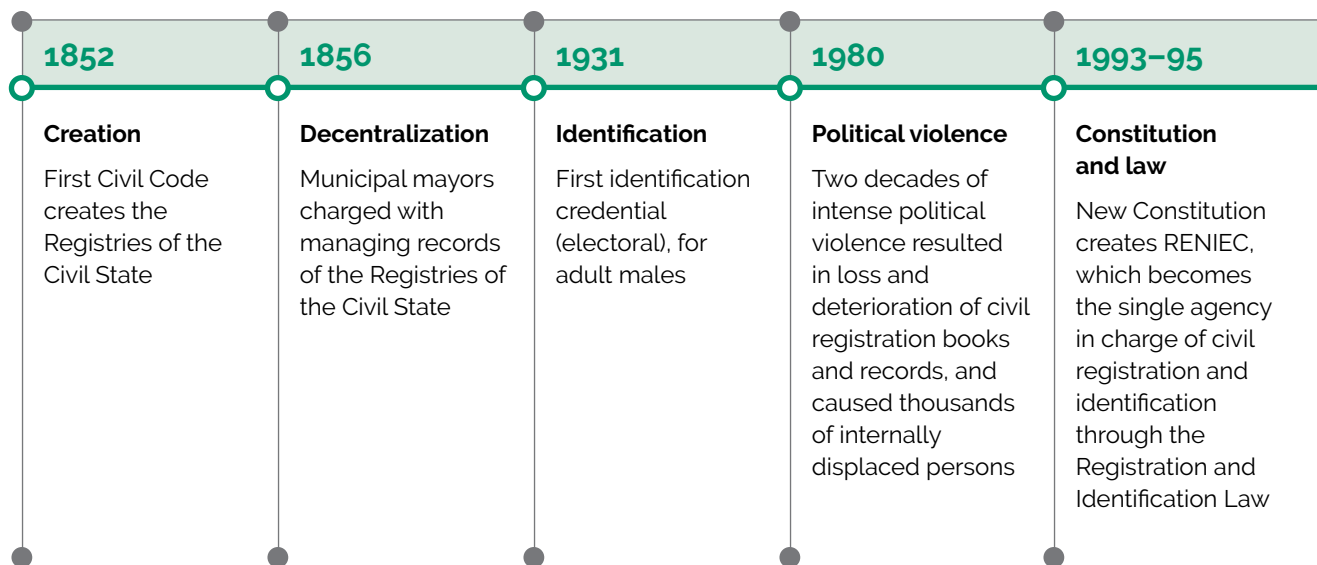 1852
Creation
First Civil Code
creates the
Registries of the
Civil State
1856
Decentralization
Municipal mayors
charged with
managing records
of the Registries of
the Civil State
1931
Identification
First identification
credential
(electoral), for
adult males
1980
Political violence
Two decades of
intense political
violence resulted
in loss and
deterioration of civil
registration books
and records, and
caused thousands
of internally
displaced persons
1993–95
Constitution
and law
New Constitution
creates RENIEC,
which becomes
the single agency
in charge of civil
registration and
identification
through the
Registration and
Identification Law